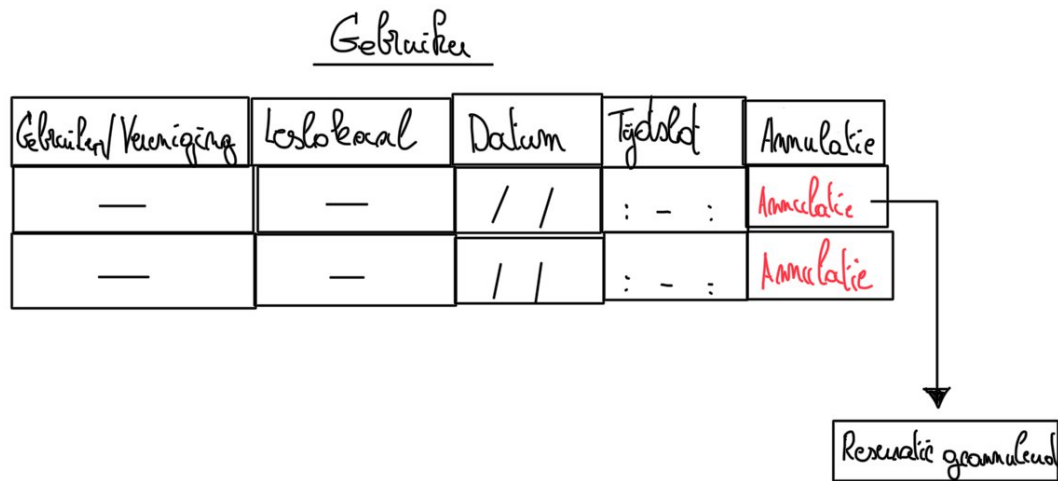 Gebruiker
Gebruiker/Vereniging Leslokaal Datum Tijdslot Annulatie
— — / / : - : Annulatie
— — / / : - : Annulatie
Reservatie geannuleerd